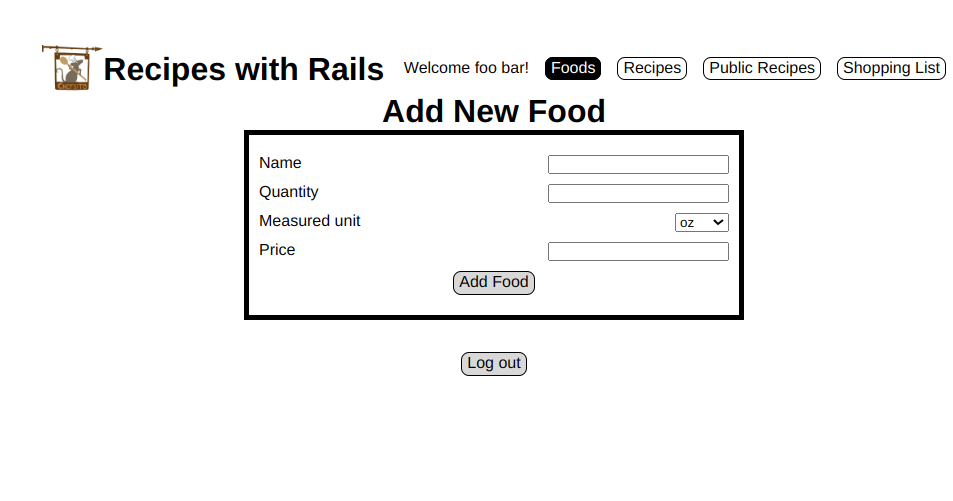 Recipes with Rails
Welcome foo bar!
Foods
Recipes
Public Recipes
Shopping List
Add New Food
Name
Quantity
Measured unit
oz
Price
Add Food
Log out